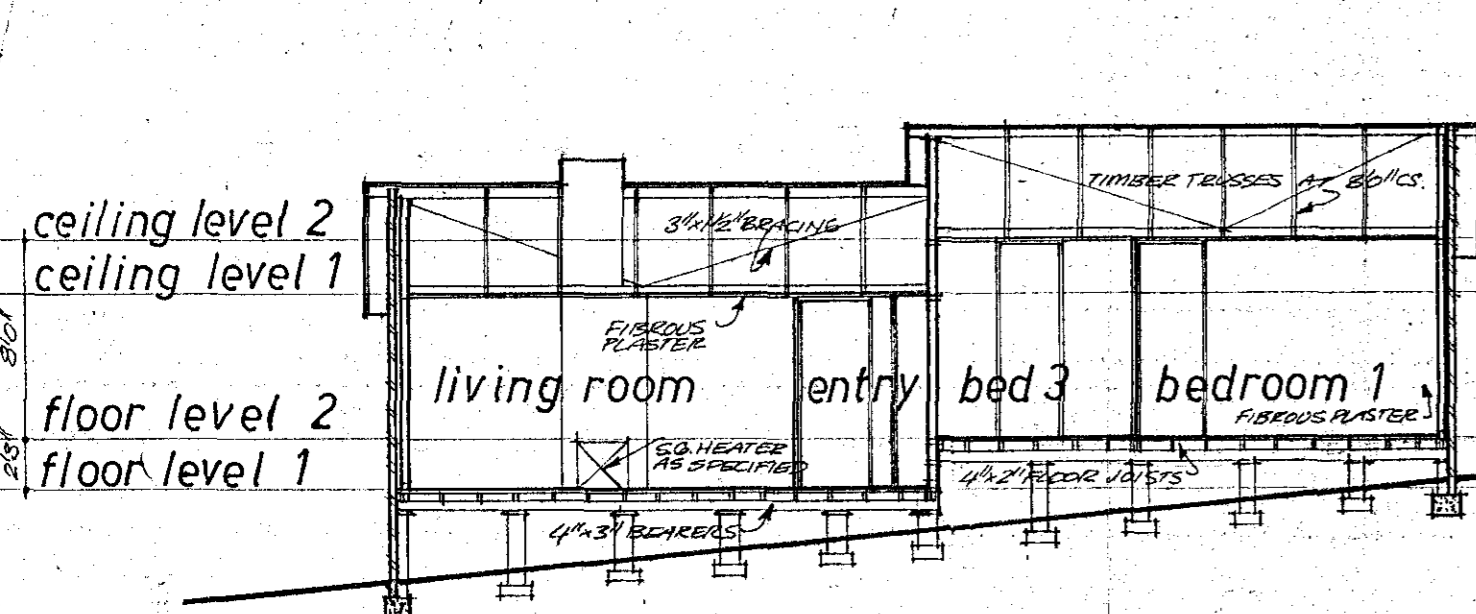 ceiling level 2
ceiling level 1
floor level 2
floor level 1
8'0"
TIMBER TRUSSES AT 8'0"CS.
3"x1½" BRACING
FIBROUS
PLASTER
living room
entry
bed 3
bedroom 1
FIBROUS PLASTER
S.G. HEATER
AS SPECIFIED
4"x2" FLOOR JOISTS
4"x3" BEARERS